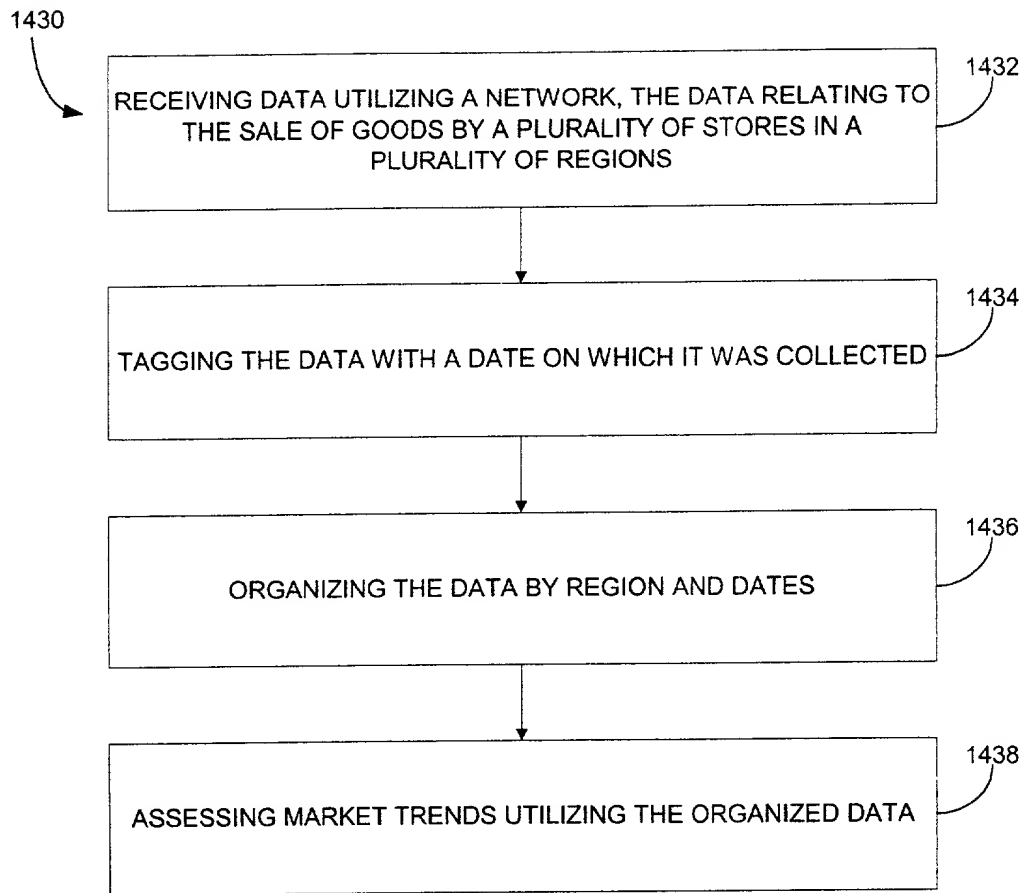 1430
1432
RECEIVING DATA UTILIZING A NETWORK, THE DATA RELATING TO
THE SALE OF GOODS BY A PLURALITY OF STORES IN A
PLURALITY OF REGIONS
1434
TAGGING THE DATA WITH A DATE ON WHICH IT WAS COLLECTED
1436
ORGANIZING THE DATA BY REGION AND DATES
1438
ASSESSING MARKET TRENDS UTILIZING THE ORGANIZED DATA